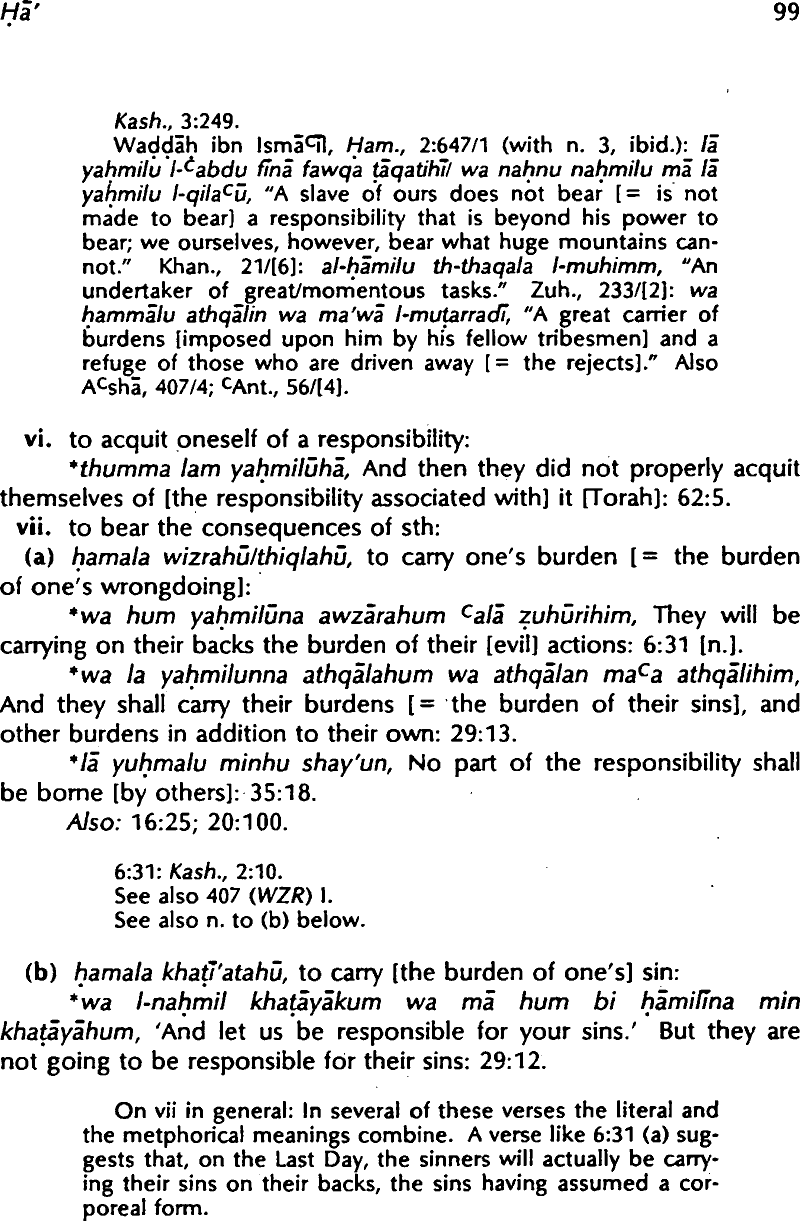 Ḥā' 99
Kash., 3:249.
Waḍḍāḥ ibn Ismāᶜīl, Ḥam., 2:647/1 (with n. 3, ibid.): lā
yaḥmilu l-ᶜabdu fīnā fawqa ṭāqatihī/ wa naḥnu naḥmilu mā lā
yaḥmilu l-qilaᶜū, "A slave of ours does not bear [= is not
made to bear] a responsibility that is beyond his power to
bear; we ourselves, however, bear what huge mountains can-
not." Khan., 21/[6]: al-ḥāmilu th-thaqala l-muhimm, "An
undertaker of great/momentous tasks." Zuh., 233/[2]: wa
ḥammālu athqālin wa ma'wā l-muṭarradī, "A great carrier of
burdens [imposed upon him by his fellow tribesmen] and a
refuge of those who are driven away [= the rejects]." Also
Aᶜshā, 407/4; ᶜAnt., 56/[4].
vi. to acquit oneself of a responsibility:
*thumma lam yaḥmilūhā, And then they did not properly acquit
themselves of [the responsibility associated with] it [Torah]: 62:5.
vii. to bear the consequences of sth:
(a) ḥamala wizrahū/thiqlahū, to carry one's burden [= the burden
of one's wrongdoing]:
*wa hum yaḥmilūna awzārahum ᶜalā ẓuhūrihim, They will be
carrying on their backs the burden of their [evil] actions: 6:31 [n.].
*wa la yaḥmilunna athqālahum wa athqālan maᶜa athqālihim,
And they shall carry their burdens [= the burden of their sins], and
other burdens in addition to their own: 29:13.
*lā yuḥmalu minhu shay'un, No part of the responsibility shall
be borne [by others]: 35:18.
Also: 16:25; 20:100.
6:31: Kash., 2:10.
See also 407 (WZR) I.
See also n. to (b) below.
(b) ḥamala khaṭī'atahū, to carry [the burden of one's] sin:
*wa l-naḥmil khaṭāyākum wa mā hum bi ḥāmilīna min
khaṭāyāhum, 'And let us be responsible for your sins.' But they are
not going to be responsible for their sins: 29:12.
On vii in general: In several of these verses the literal and
the metphorical meanings combine. A verse like 6:31 (a) sug-
gests that, on the Last Day, the sinners will actually be carry-
ing their sins on their backs, the sins having assumed a cor-
poreal form.